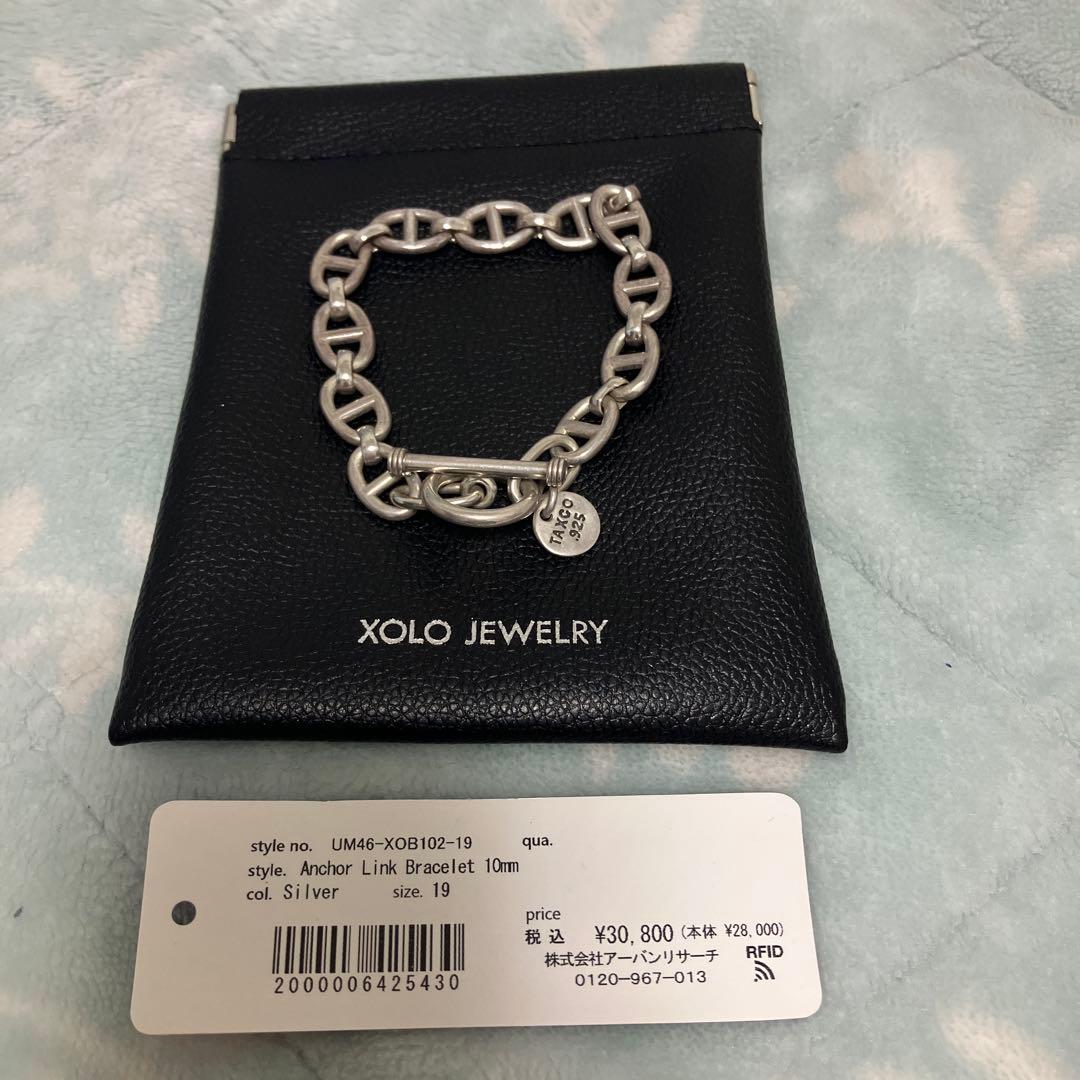 TAXCO
.925
XOLO JEWELRY
style no. UM46-XOB102-19 qua.
style. Anchor Link Bracelet 10mm
col. Silver size. 19
price
税込 ¥30,800 (本体 ¥28,000)
株式会社アーバンリサーチ
0120-967-013
RFID
2000006425430